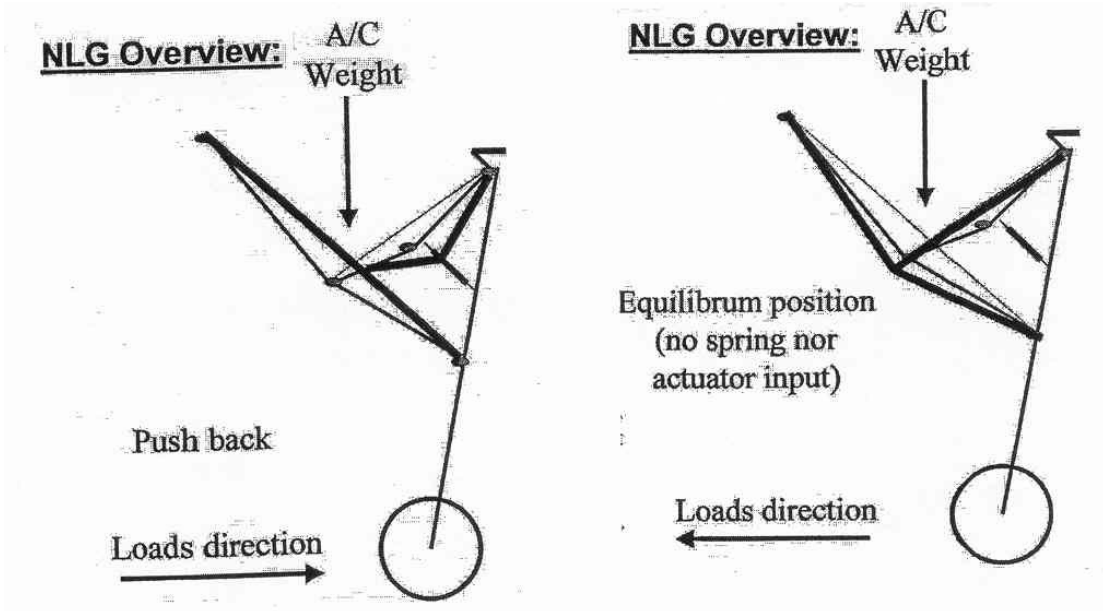 NLG Overview:
A/C
Weight
Push back
Loads direction
NLG Overview:
A/C
Weight
Equilibrum position
(no spring nor
actuator input)
Loads direction